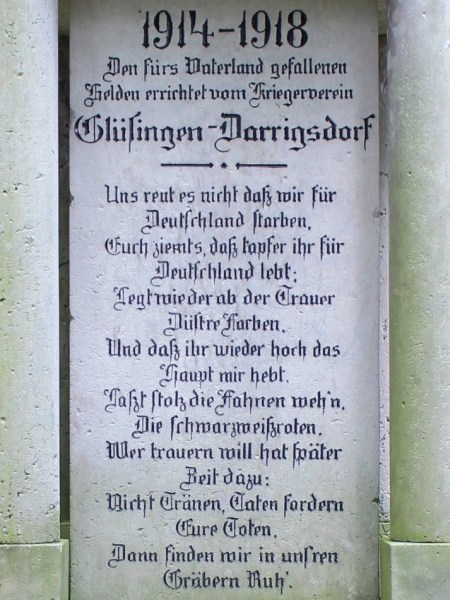 1914-1918
Den fürs Vaterland gefallenen
Helden errichtet vom Kriegerverein
Glüsingen-Darrigsdorf
Uns reut es nicht daß wir für
Deutschland starben,
Euch ziemts, daß tapfer ihr für
Deutschland lebt;
Legt wieder ab der Trauer
Düstre Farben,
Und daß ihr wieder hoch das
Haupt mir hebt.
Laßt stolz die Fahnen weh'n,
Die schwarzweißroten.
Wer trauern will hat später
Zeit dazu:
Nicht Tränen, Taten fordern
Eure Toten,
Dann finden wir in unsren
Gräbern Ruh'.